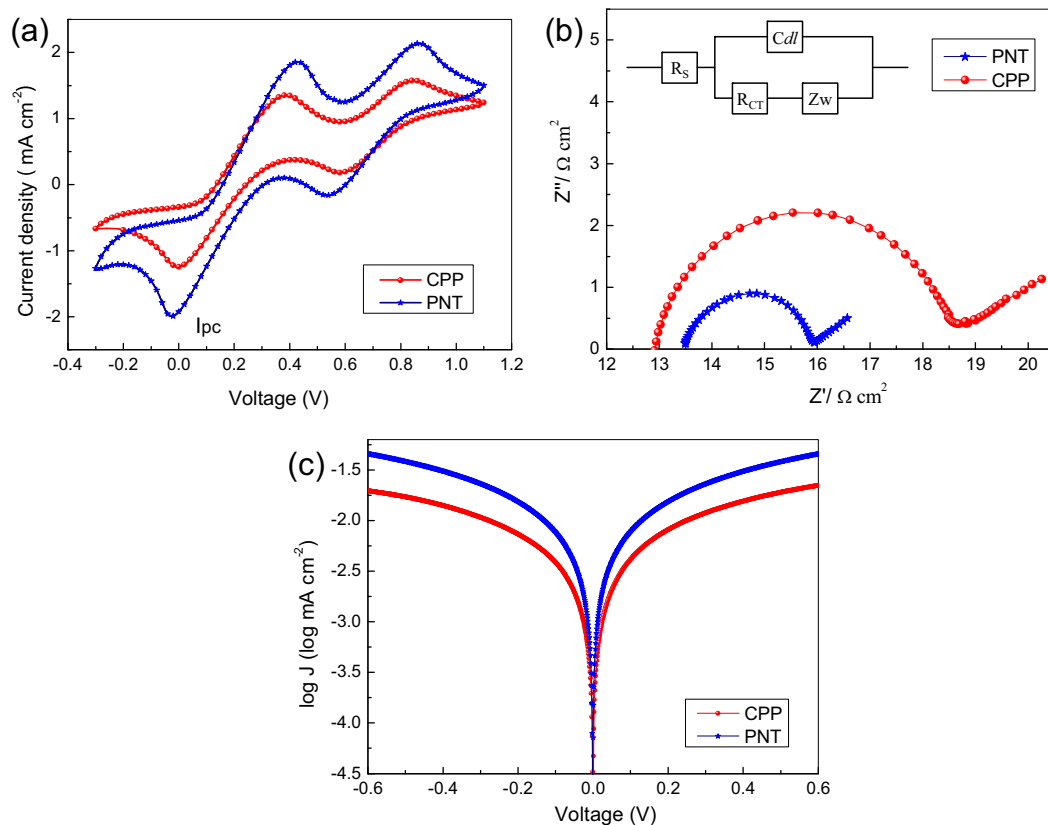 (a)
Current density ( mA cm⁻²)
2
1
0
-1
-2
Ipc
CPP
PNT
-0.4 -0.2 0.0 0.2 0.4 0.6 0.8 1.0 1.2
Voltage (V)
(b)
Z''/ Ω cm²
5
4
3
2
1
0
Cdl
R_S
R_CT
Zw
PNT
CPP
12 13 14 15 16 17 18 19 20
Z'/ Ω cm²
(c)
log J (log mA cm⁻²)
-1.5
-2.0
-2.5
-3.0
-3.5
-4.0
-4.5
CPP
PNT
-0.6 -0.4 -0.2 0.0 0.2 0.4 0.6
Voltage (V)